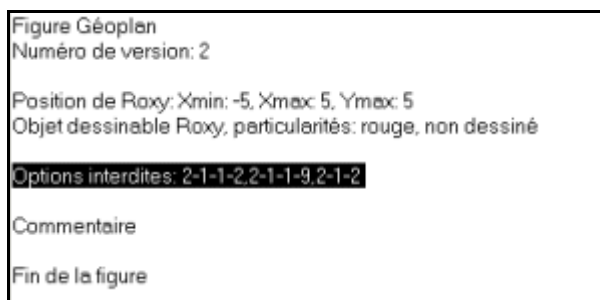 Figure Géoplan
Numéro de version: 2
Position de Roxy: Xmin: -5, Xmax: 5, Ymax: 5
Objet dessinable Roxy, particularités: rouge, non dessiné
Options interdites: 2-1-1-2,2-1-1-9,2-1-2
Commentaire
Fin de la figure